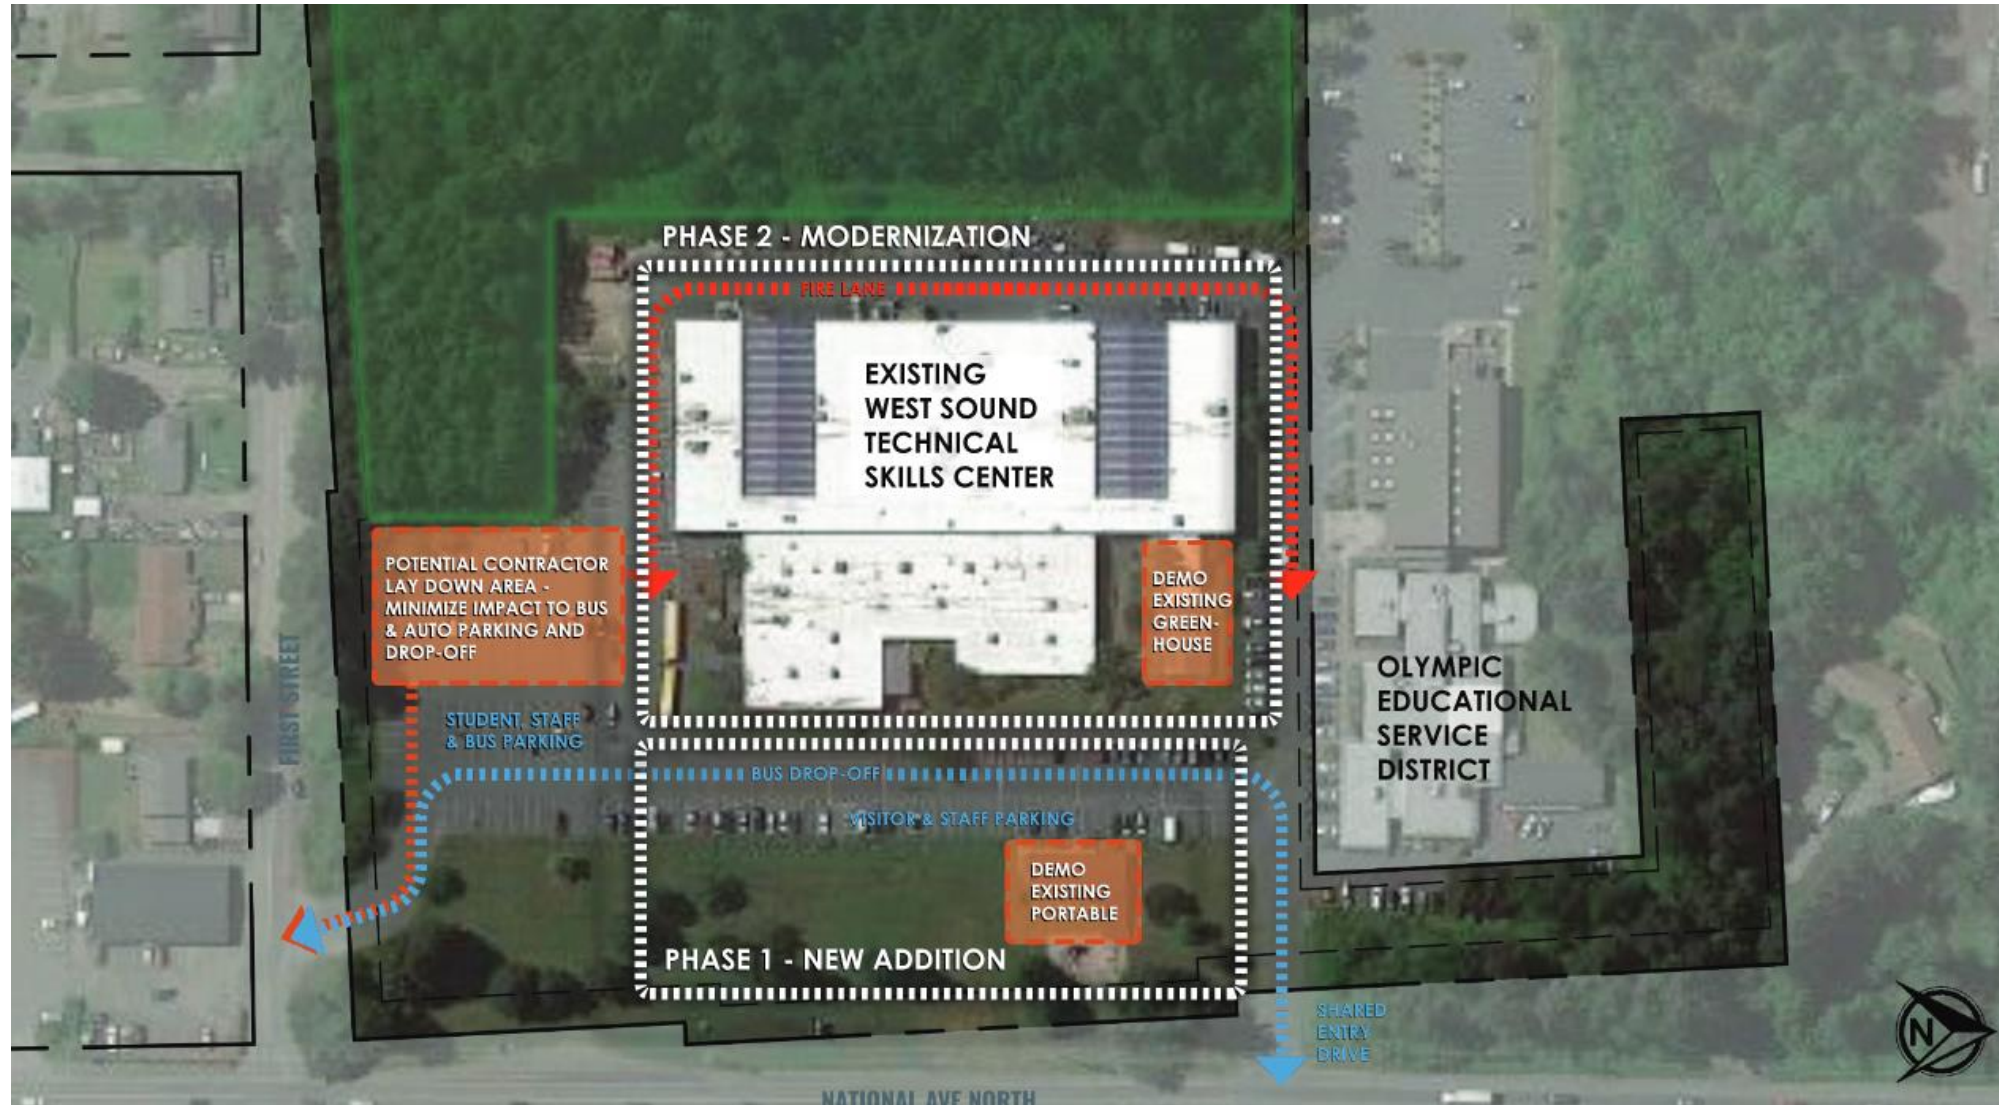 PHASE 2 - MODERNIZATION
FIRE LANE
EXISTING
WEST SOUND
TECHNICAL
SKILLS CENTER
POTENTIAL CONTRACTOR
LAY DOWN AREA -
MINIMIZE IMPACT TO BUS
& AUTO PARKING AND
DROP-OFF
DEMO
EXISTING
GREEN-
HOUSE
OLYMPIC
EDUCATIONAL
SERVICE
DISTRICT
FIRST STREET
STUDENT, STAFF
& BUS PARKING
BUS DROP-OFF
VISITOR & STAFF PARKING
DEMO
EXISTING
PORTABLE
PHASE 1 - NEW ADDITION
SHARED
ENTRY
DRIVE
N
NATIONAL AVE NORTH